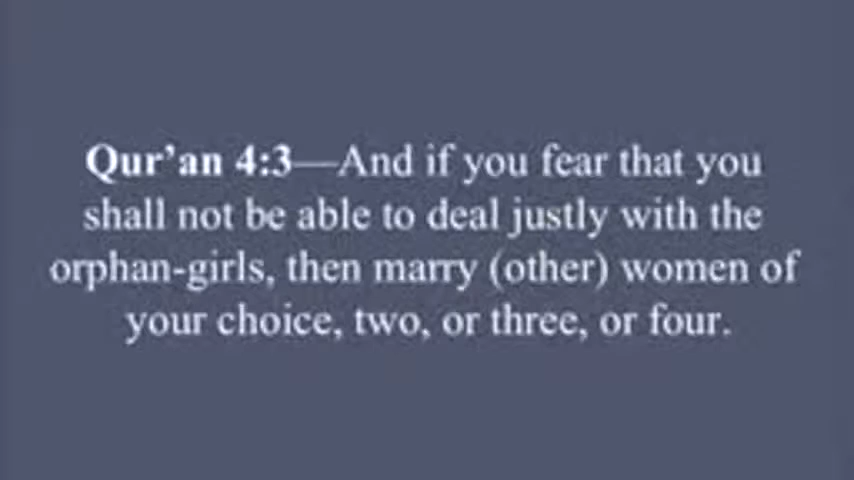 Qur’an 4:3—And if you fear that you
shall not be able to deal justly with the
orphan-girls, then marry (other) women of
your choice, two, or three, or four.